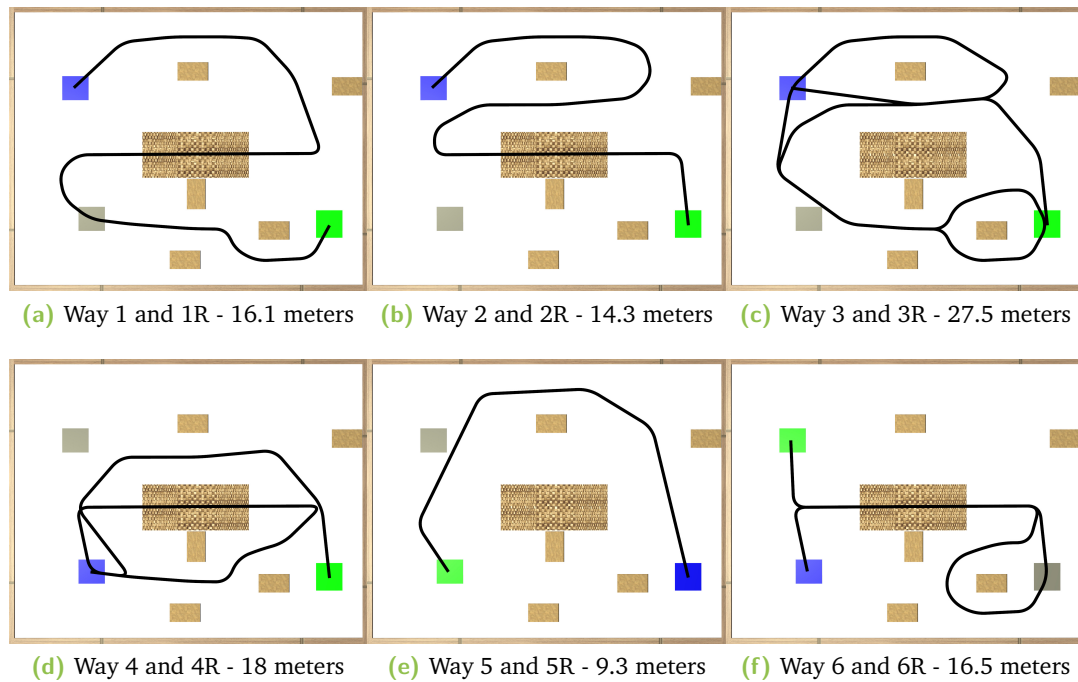 (a) Way 1 and 1R - 16.1 meters
(b) Way 2 and 2R - 14.3 meters
(c) Way 3 and 3R - 27.5 meters
(d) Way 4 and 4R - 18 meters
(e) Way 5 and 5R - 9.3 meters
(f) Way 6 and 6R - 16.5 meters